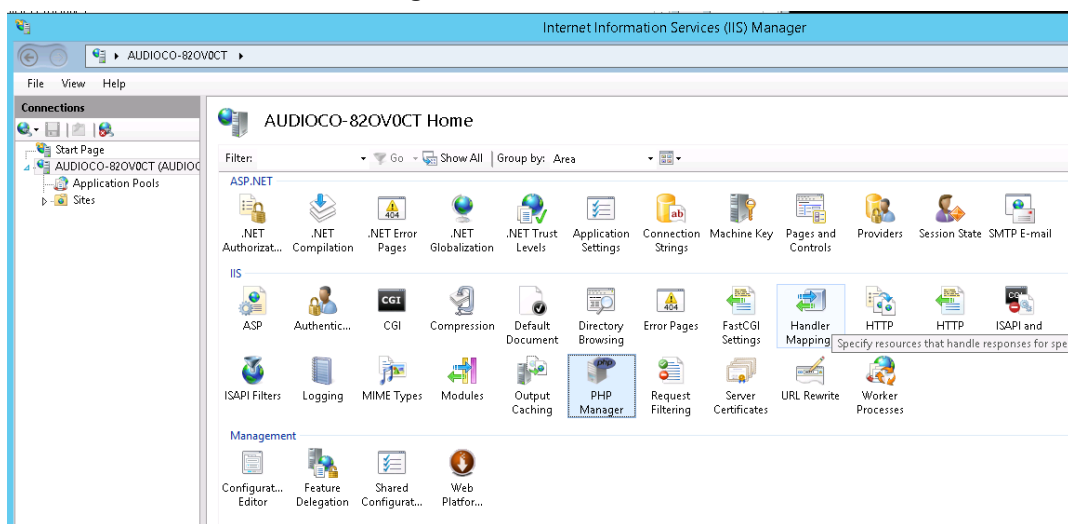 Internet Information Services (IIS) Manager
AUDIOCO-82OV0CT
File View Help
Connections
Start Page
AUDIOCO-82OV0CT (AUDIOC
Application Pools
Sites
AUDIOCO-82OV0CT Home
Filter: Go Show All Group by: Area
ASP.NET
.NET Authorizat...
.NET Compilation
.NET Error Pages
.NET Globalization
.NET Trust Levels
Application Settings
Connection Strings
Machine Key
Pages and Controls
Providers
Session State
SMTP E-mail
IIS
ASP
Authentic...
CGI
Compression
Default Document
Directory Browsing
Error Pages
FastCGI Settings
Handler Mapping
HTTP
HTTP
ISAPI and
Specify resources that handle responses for spe
ISAPI Filters
Logging
MIME Types
Modules
Output Caching
PHP Manager
Request Filtering
Server Certificates
URL Rewrite
Worker Processes
Management
Configurat... Editor
Feature Delegation
Shared Configurat...
Web Platfor...